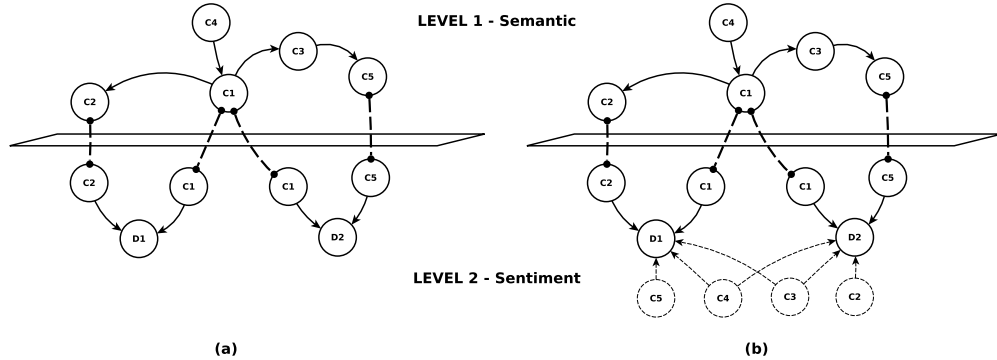 C4
C4
LEVEL 1 - Semantic
C3
C3
C5
C5
C1
C1
C2
C2
C2
C1
C1
C5
C2
C1
C1
C5
D1
D2
D1
D2
LEVEL 2 - Sentiment
C5
C4
C3
C2
(a)
(b)